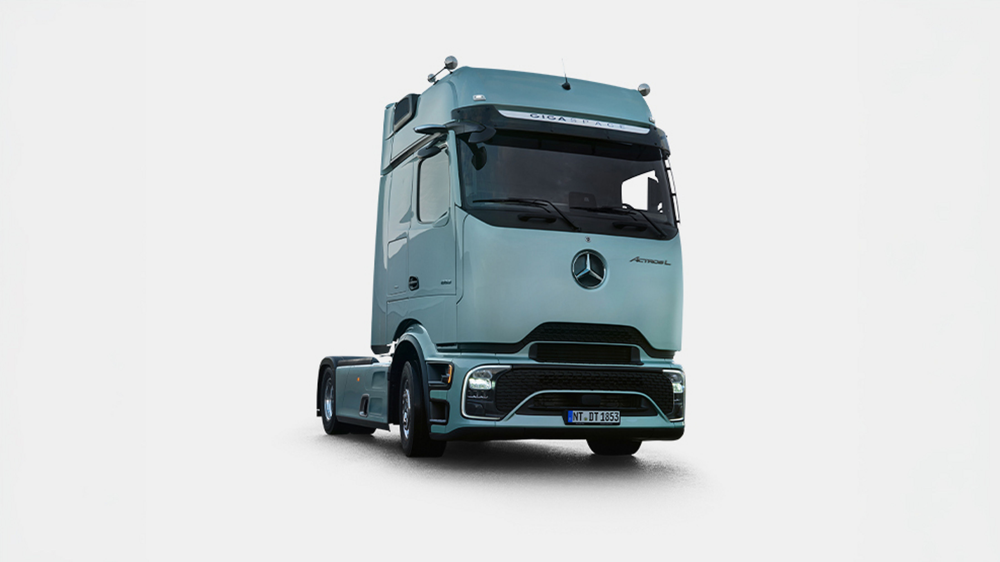 GIGASPACE
ACTROS L
NT DT 1853